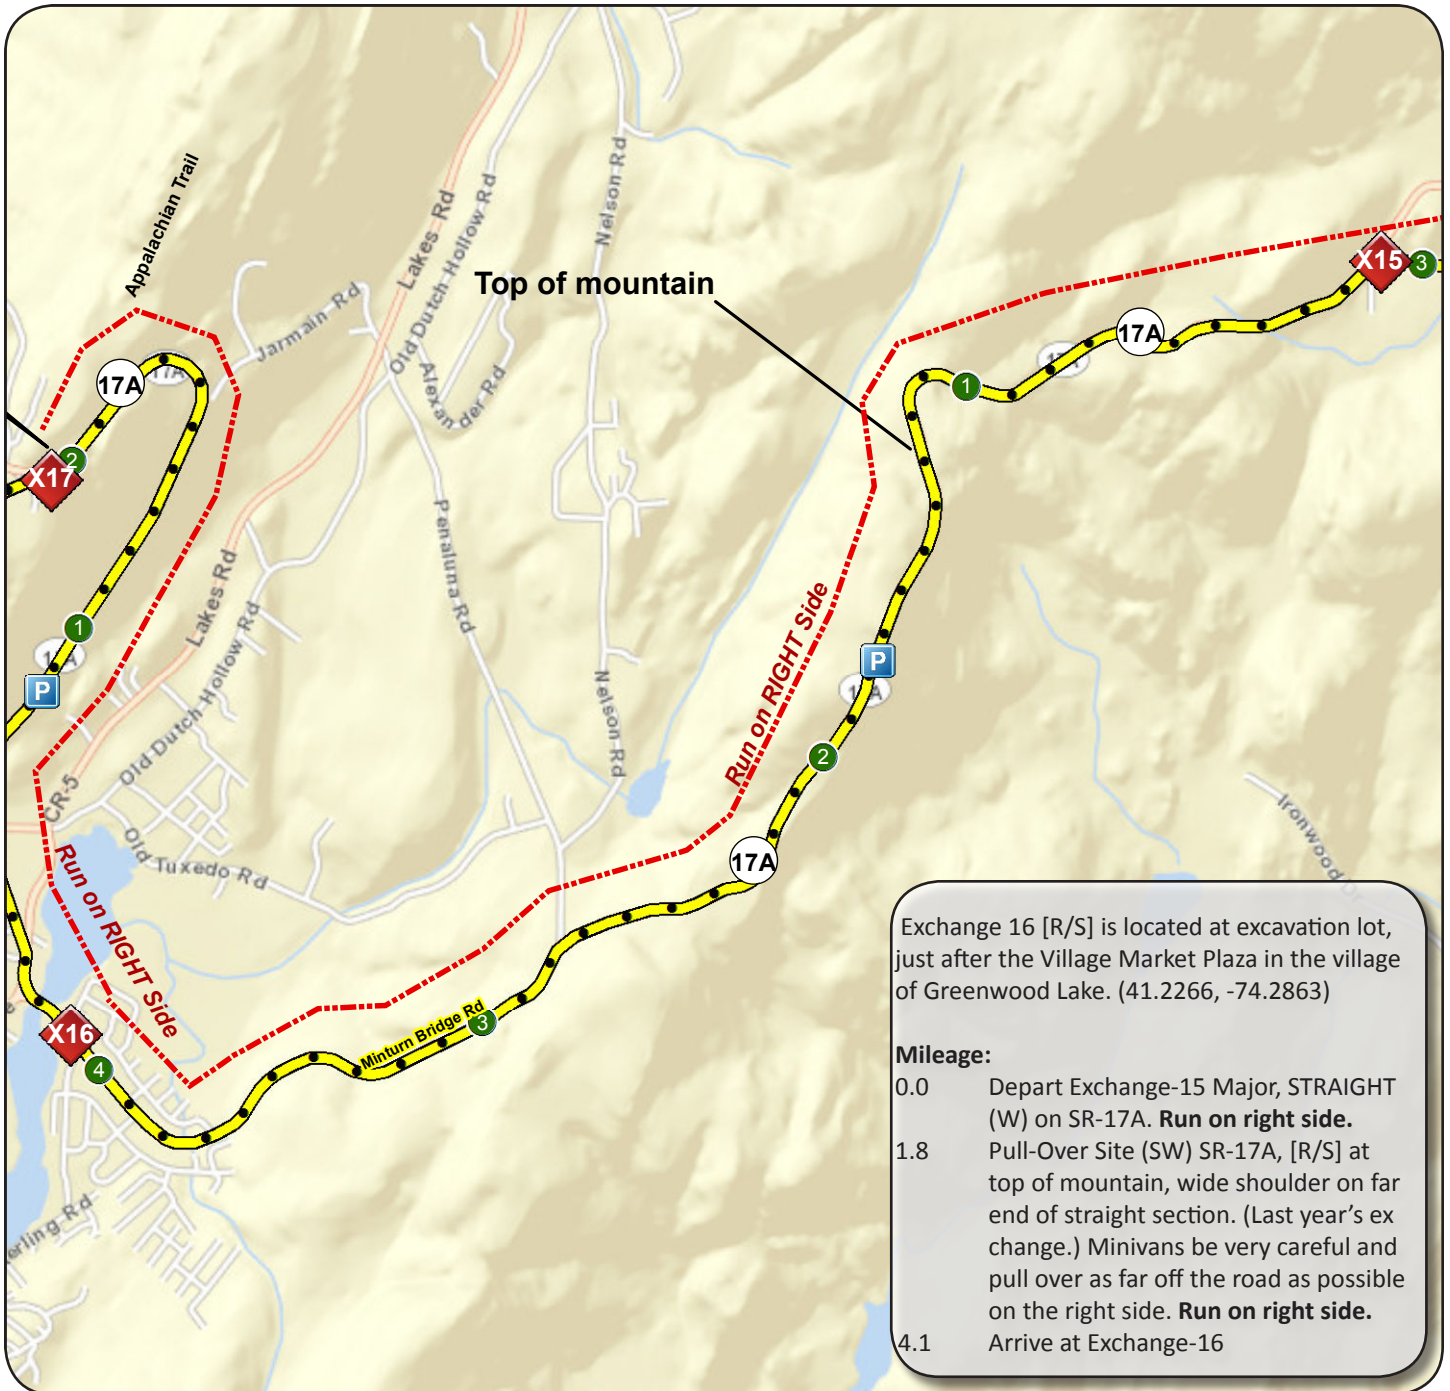 Appalachian Trail
Lakes Rd
Old Dutch Hollow Rd
Nelson Rd
Top of mountain
X15
3
Jarmain Rd
17A
17A
17A
1
Alexander Rd
2
X17
Penaluna Rd
1
Lakes Rd
Run on RIGHT Side
P
P
Old Dutch Hollow Rd
Nelson Rd
2
CR-5
Ironwood Dr
Old Tuxedo Rd
17A
Run on RIGHT Side
Minturn Bridge Rd
3
X16
4
erling Rd
e
Exchange 16 [R/S] is located at excavation lot,
just after the Village Market Plaza in the village
of Greenwood Lake. (41.2266, -74.2863)
Mileage:
0.0 Depart Exchange-15 Major, STRAIGHT
(W) on SR-17A. Run on right side.
1.8 Pull-Over Site (SW) SR-17A, [R/S] at
top of mountain, wide shoulder on far
end of straight section. (Last year's ex
change.) Minivans be very careful and
pull over as far off the road as possible
on the right side. Run on right side.
4.1 Arrive at Exchange-16